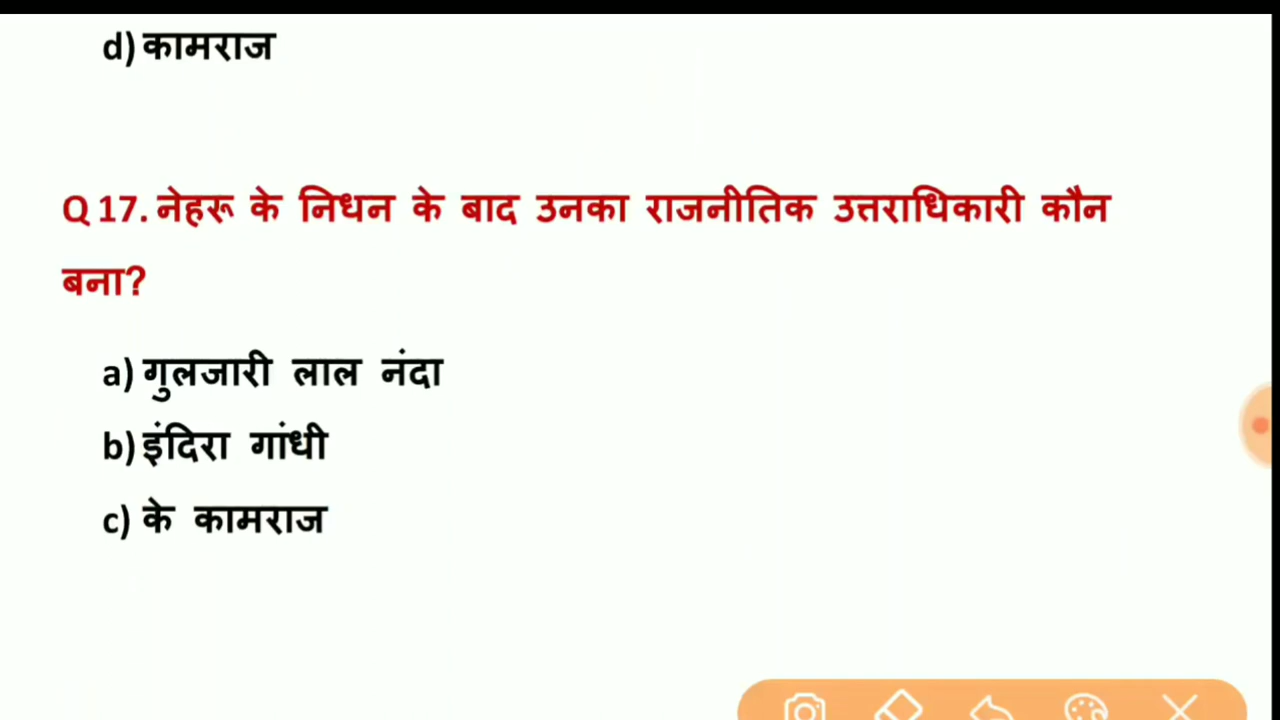 d) कामराज
Q 17. नेहरू के निधन के बाद उनका राजनीतिक उत्तराधिकारी कौन
बना?
a) गुलजारी लाल नंदा
b) इंदिरा गांधी
c) के कामराज